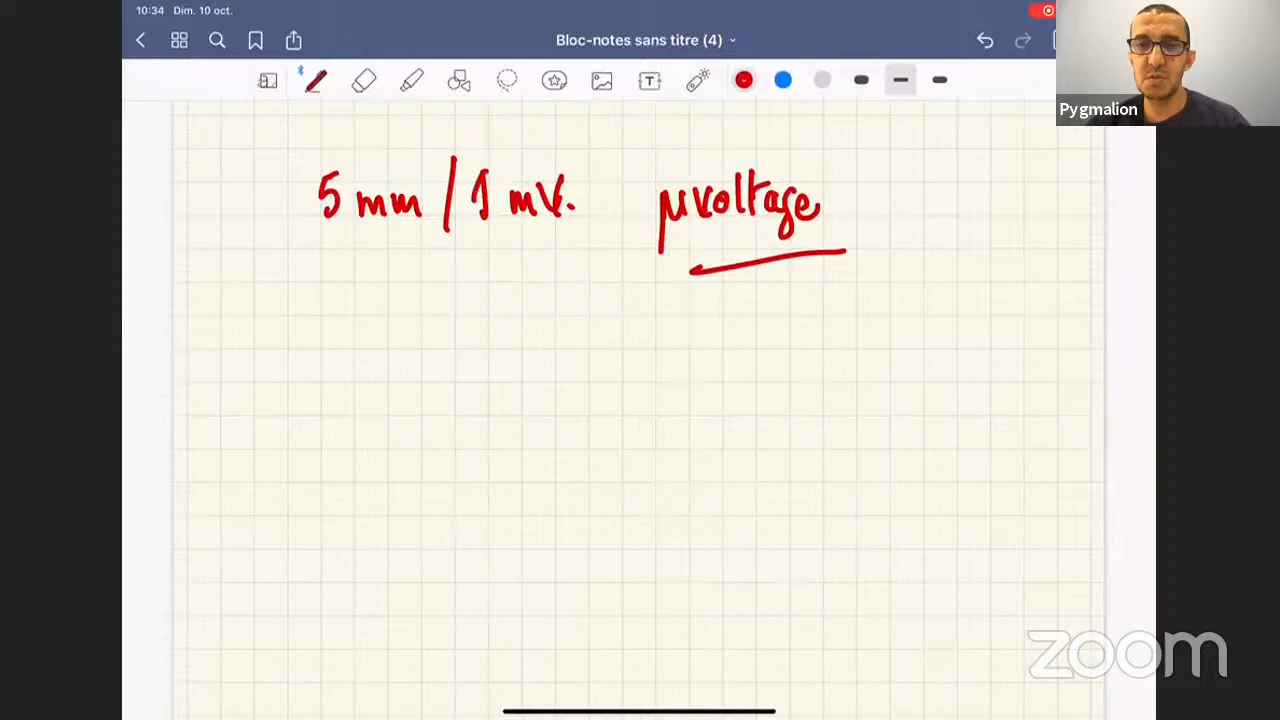 10:34 Dim. 10 oct.
Bloc-notes sans titre (4)
Pygmalion
5 mm / 1 mV. μvoltage
zoom